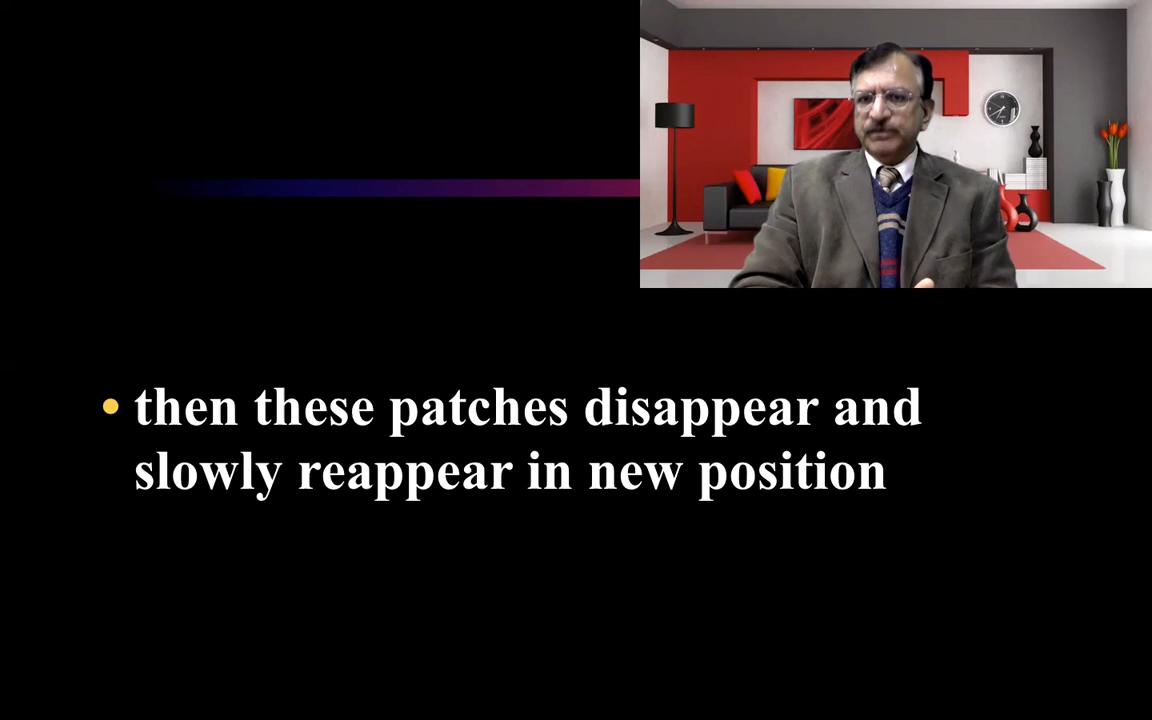 • then these patches disappear and
slowly reappear in new position